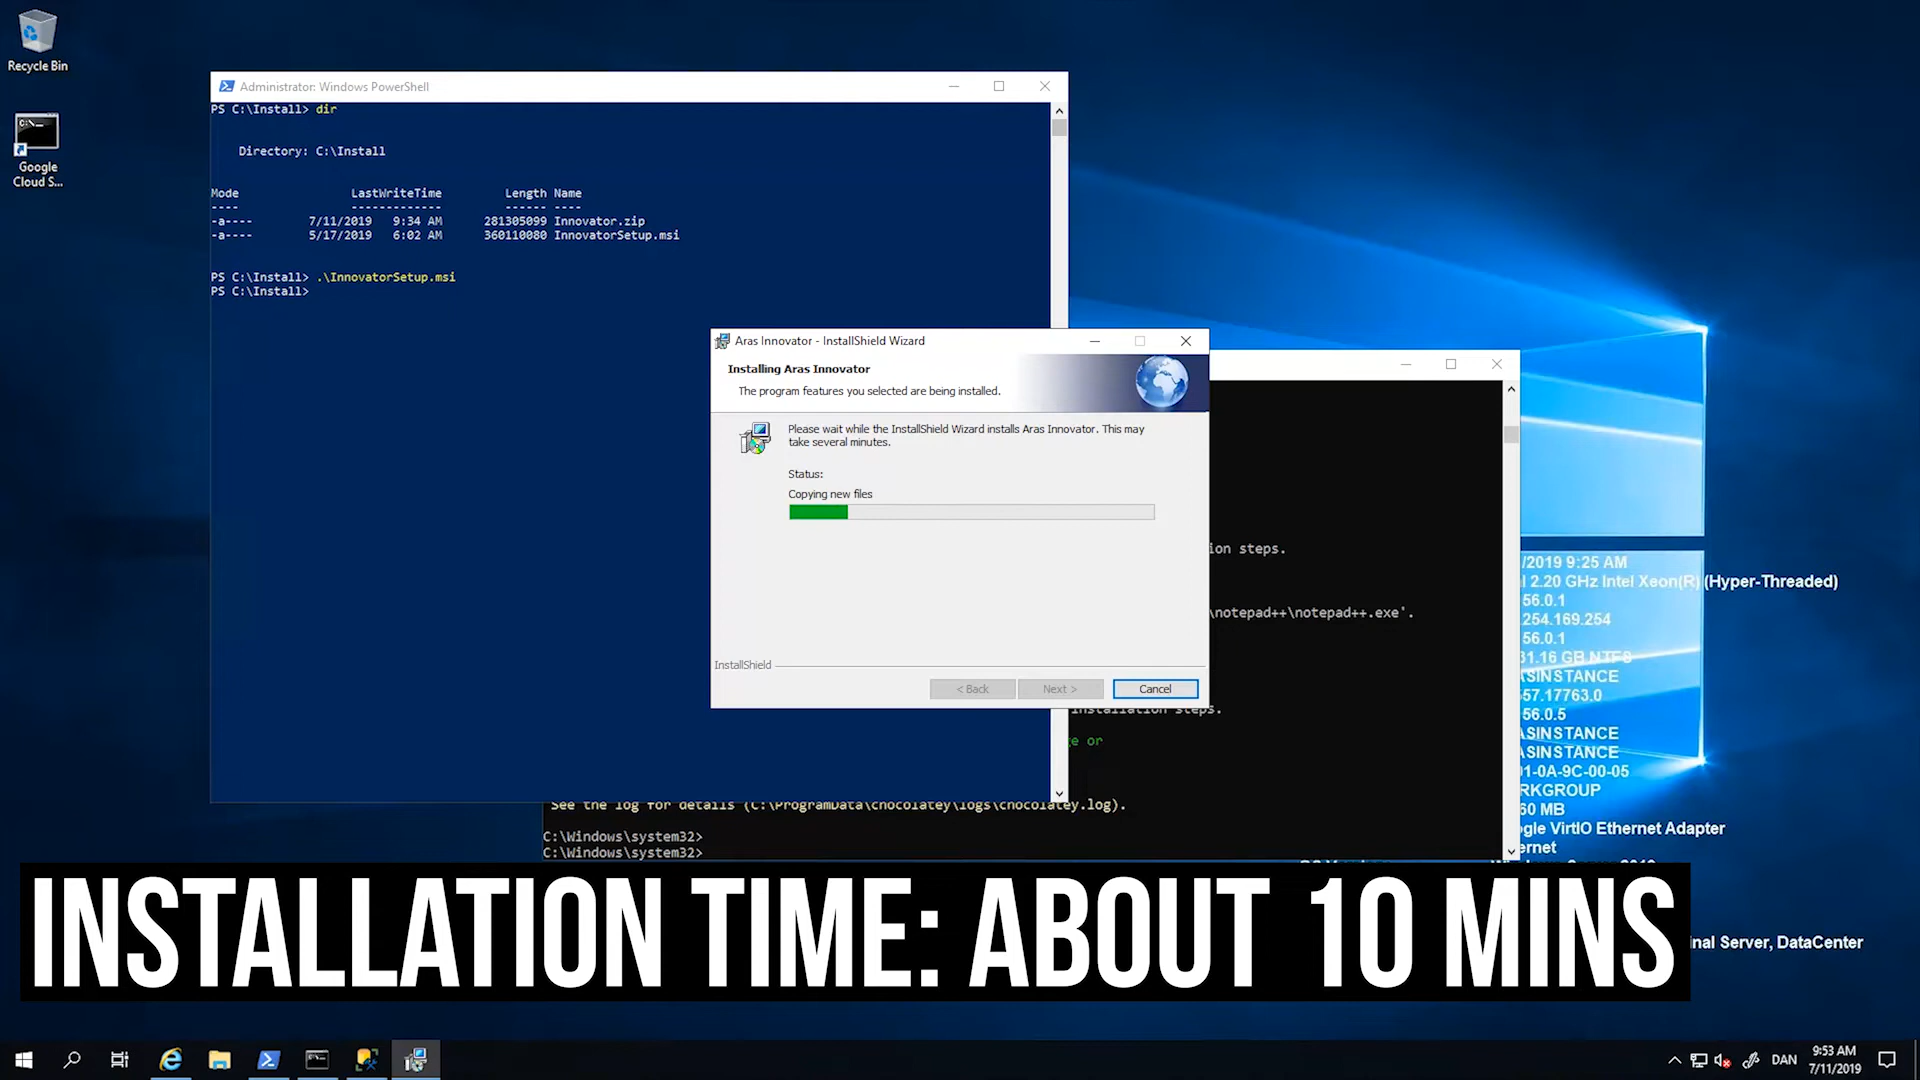 Recycle Bin
Google
Cloud S...
Administrator: Windows PowerShell
PS C:\Install> dir
Directory: C:\Install
Mode LastWriteTime Length Name
---- ------------- ------ ----
-a---- 7/11/2019 9:34 AM 281305099 Innovator.zip
-a---- 5/17/2019 6:02 AM 360110080 InnovatorSetup.msi
PS C:\Install> .\InnovatorSetup.msi
PS C:\Install>
Aras Innovator - InstallShield Wizard
Installing Aras Innovator
The program features you selected are being installed.
Please wait while the InstallShield Wizard installs Aras Innovator. This may
take several minutes.
Status:
Copying new files
InstallShield
< Back Next > Cancel
ion steps.
\notepad++\notepad++.exe'.
installation steps.
ge or
See the log for details (C:\ProgramData\chocolatey\logs\chocolatey.log).
C:\Windows\system32>
C:\Windows\system32>
/2019 9:25 AM
l 2.20 GHz Intel Xeon(R) (Hyper-Threaded)
56.0.1
.254.169.254
56.0.1
31.16 GB NTFS
ASINSTANCE
557.17763.0
56.0.5
ASINSTANCE
ASINSTANCE
01-0A-9C-00-05
RKGROUP
60 MB
ogle VirtIO Ethernet Adapter
ernet
inal Server, DataCenter
INSTALLATION TIME: ABOUT 10 MINS
DAN
9:53 AM
7/11/2019